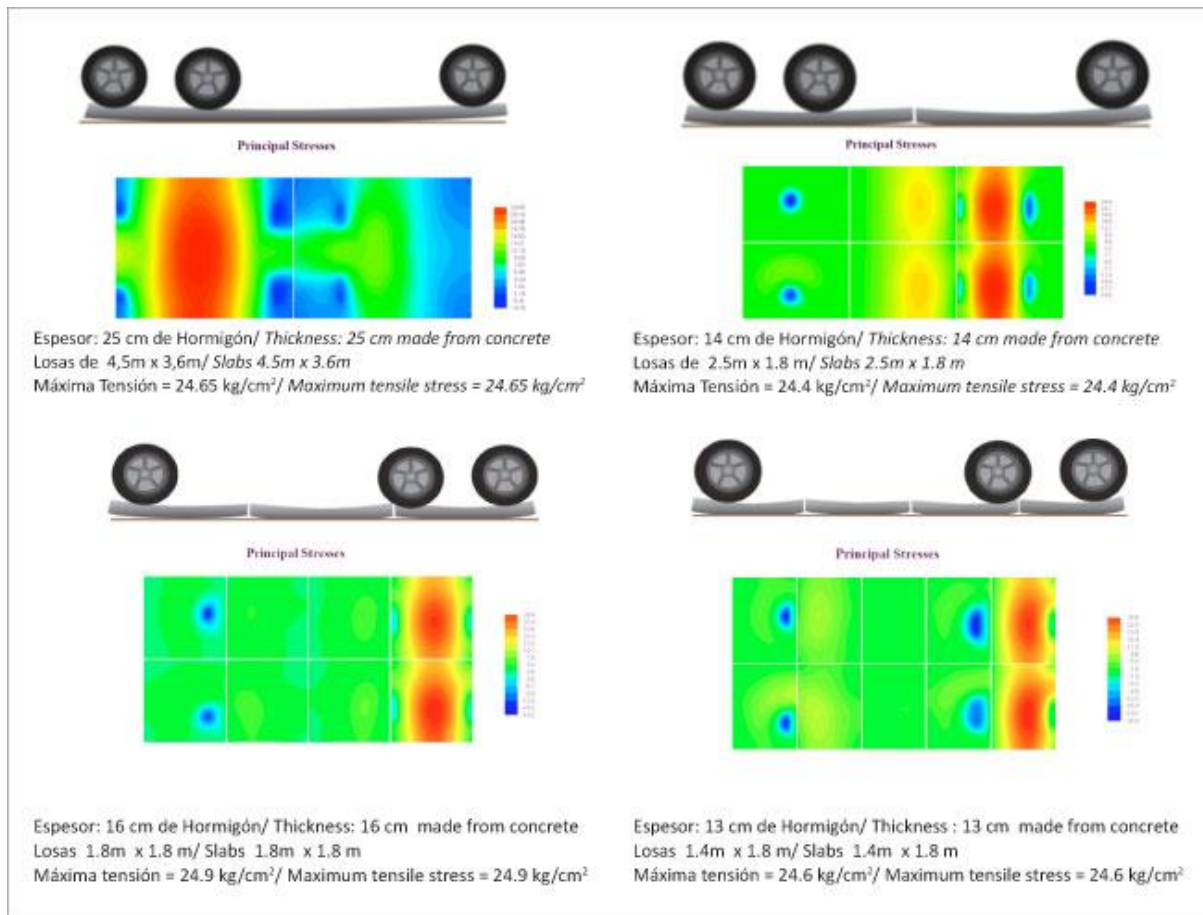 Principal Stresses
Espesor: 25 cm de Hormigón/ Thickness: 25 cm made from concrete
Losas de 4,5m x 3,6m/ Slabs 4.5m x 3.6m
Máxima Tensión = 24.65 kg/cm²/ Maximum tensile stress = 24.65 kg/cm²
Principal Stresses
Espesor: 14 cm de Hormigón/ Thickness: 14 cm made from concrete
Losas de 2.5m x 1.8 m/ Slabs 2.5m x 1.8 m
Máxima Tensión = 24.4 kg/cm²/ Maximum tensile stress = 24.4 kg/cm²
Principal Stresses
Espesor: 16 cm de Hormigón/ Thickness: 16 cm made from concrete
Losas 1.8m x 1.8 m/ Slabs 1.8m x 1.8 m
Máxima tensión = 24.9 kg/cm²/ Maximum tensile stress = 24.9 kg/cm²
Principal Stresses
Espesor: 13 cm de Hormigón/ Thickness : 13 cm made from concrete
Losas 1.4m x 1.8 m/ Slabs 1.4m x 1.8 m
Máxima tensión = 24.6 kg/cm²/ Maximum tensile stress = 24.6 kg/cm²